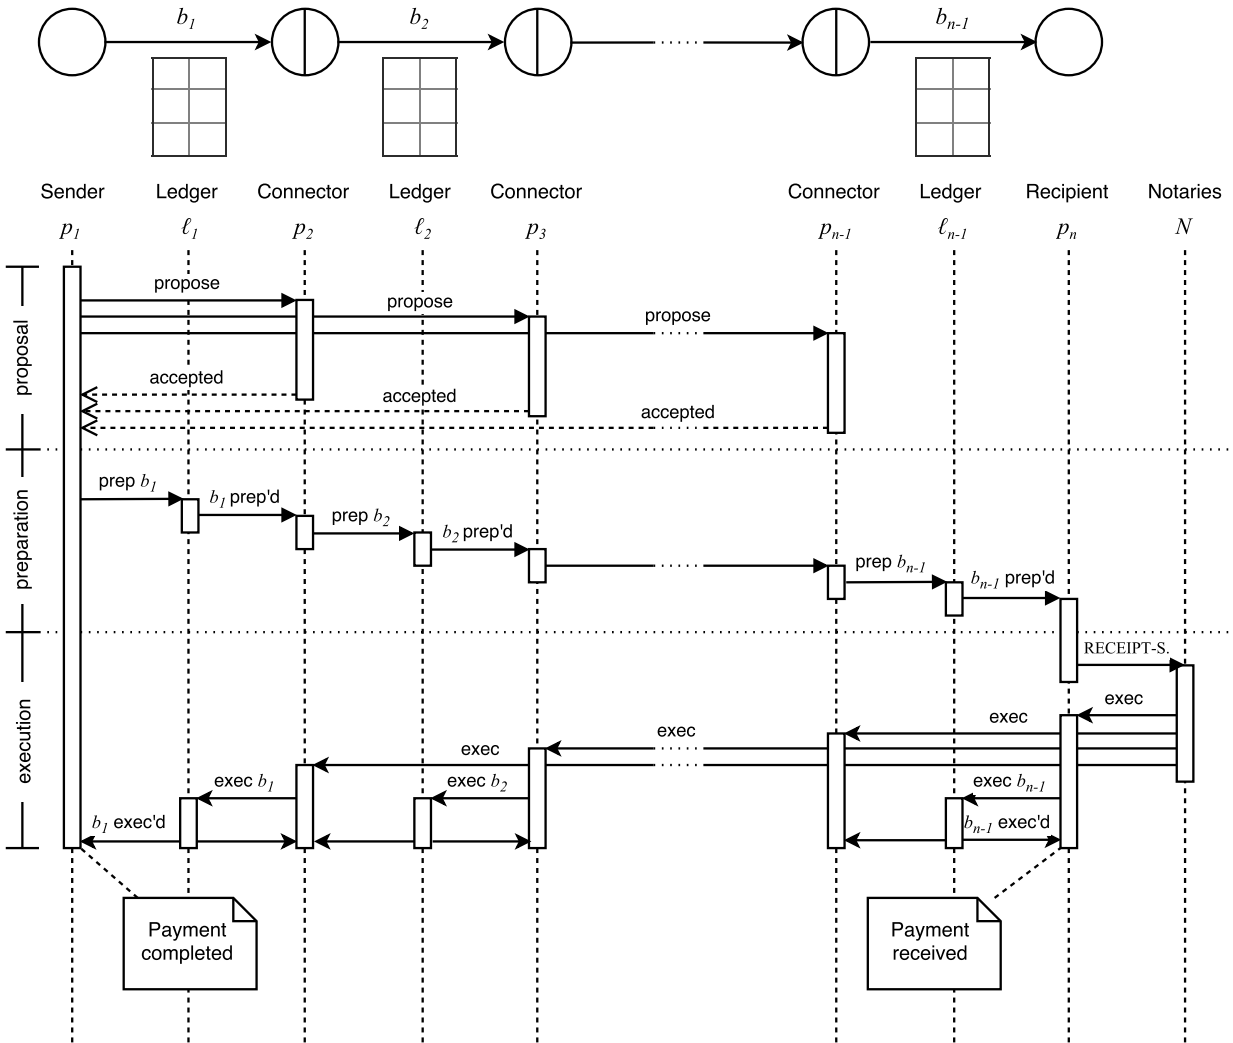 b1 b2 bn-1
Sender Ledger Connector Ledger Connector Connector Ledger Recipient Notaries
p1 ℓ1 p2 ℓ2 p3 pn-1 ℓn-1 pn N
proposal
propose
propose
propose
accepted
accepted
accepted
preparation
prep b1
b1 prep'd
prep b2
b2 prep'd
prep bn-1
bn-1 prep'd
execution
RECEIPT-S.
exec
exec
exec
exec
exec b1 exec b2 exec bn-1
b1 exec'd bn-1 exec'd
Payment
completed
Payment
received